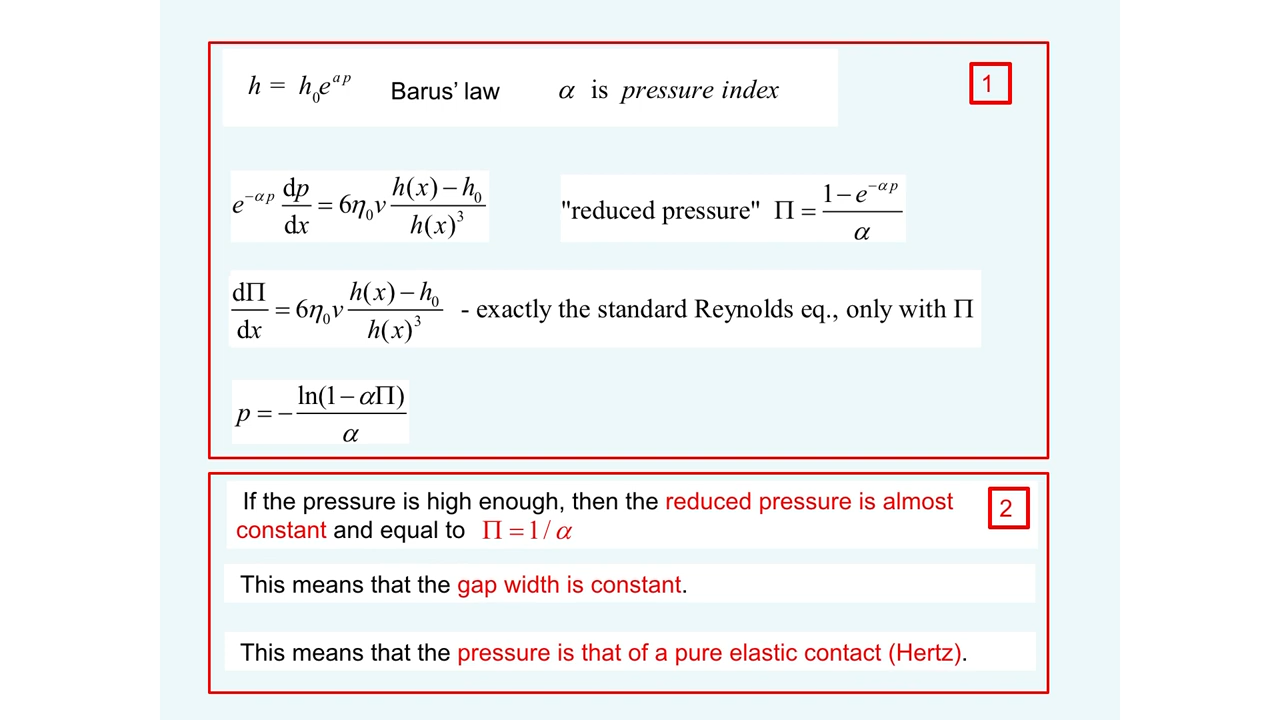 h = h₀e^{ap} Barus' law α is pressure index 1
e^{−αp} dp/dx = 6η₀v (h(x) − h₀)/h(x)³ "reduced pressure" Π = (1 − e^{−αp})/α
dΠ/dx = 6η₀v (h(x) − h₀)/h(x)³ - exactly the standard Reynolds eq., only with Π
p = − ln(1 − αΠ)/α
If the pressure is high enough, then the reduced pressure is almost 2
constant and equal to Π = 1/α
This means that the gap width is constant.
This means that the pressure is that of a pure elastic contact (Hertz).